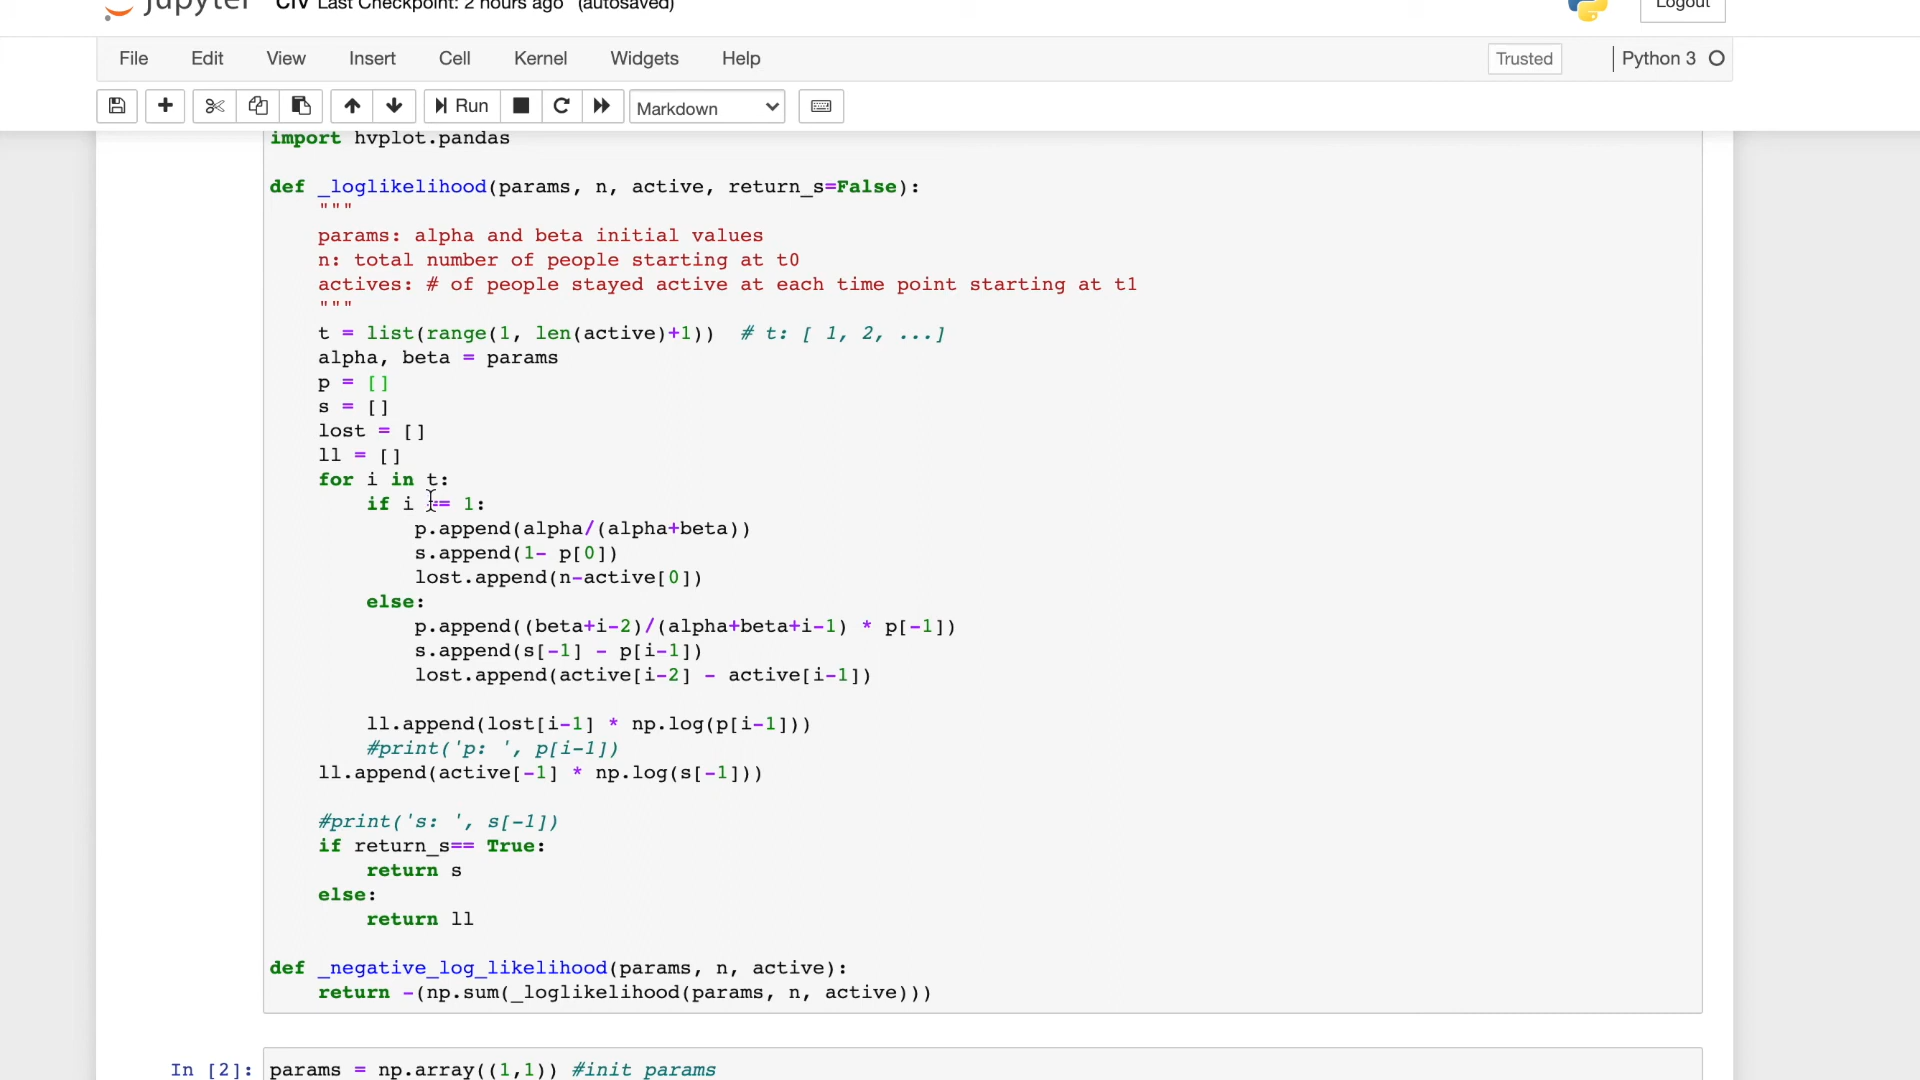 jupyter CIV Last Checkpoint: 2 hours ago (autosaved) Logout
File Edit View Insert Cell Kernel Widgets Help Trusted Python 3
Run Markdown
import hvplot.pandas
def _loglikelihood(params, n, active, return_s=False):
"""
params: alpha and beta initial values
n: total number of people starting at t0
actives: # of people stayed active at each time point starting at t1
"""
t = list(range(1, len(active)+1))  # t: [ 1, 2, ...]
alpha, beta = params
p = []
s = []
lost = []
ll = []
for i in t:
if i == 1:
p.append(alpha/(alpha+beta))
s.append(1- p[0])
lost.append(n-active[0])
else:
p.append((beta+i-2)/(alpha+beta+i-1) * p[-1])
s.append(s[-1] - p[i-1])
lost.append(active[i-2] - active[i-1])
ll.append(lost[i-1] * np.log(p[i-1]))
#print('p: ', p[i-1])
ll.append(active[-1] * np.log(s[-1]))
#print('s: ', s[-1])
if return_s== True:
return s
else:
return ll
def _negative_log_likelihood(params, n, active):
return -(np.sum(_loglikelihood(params, n, active)))
In [2]: params = np.array((1,1)) #init params